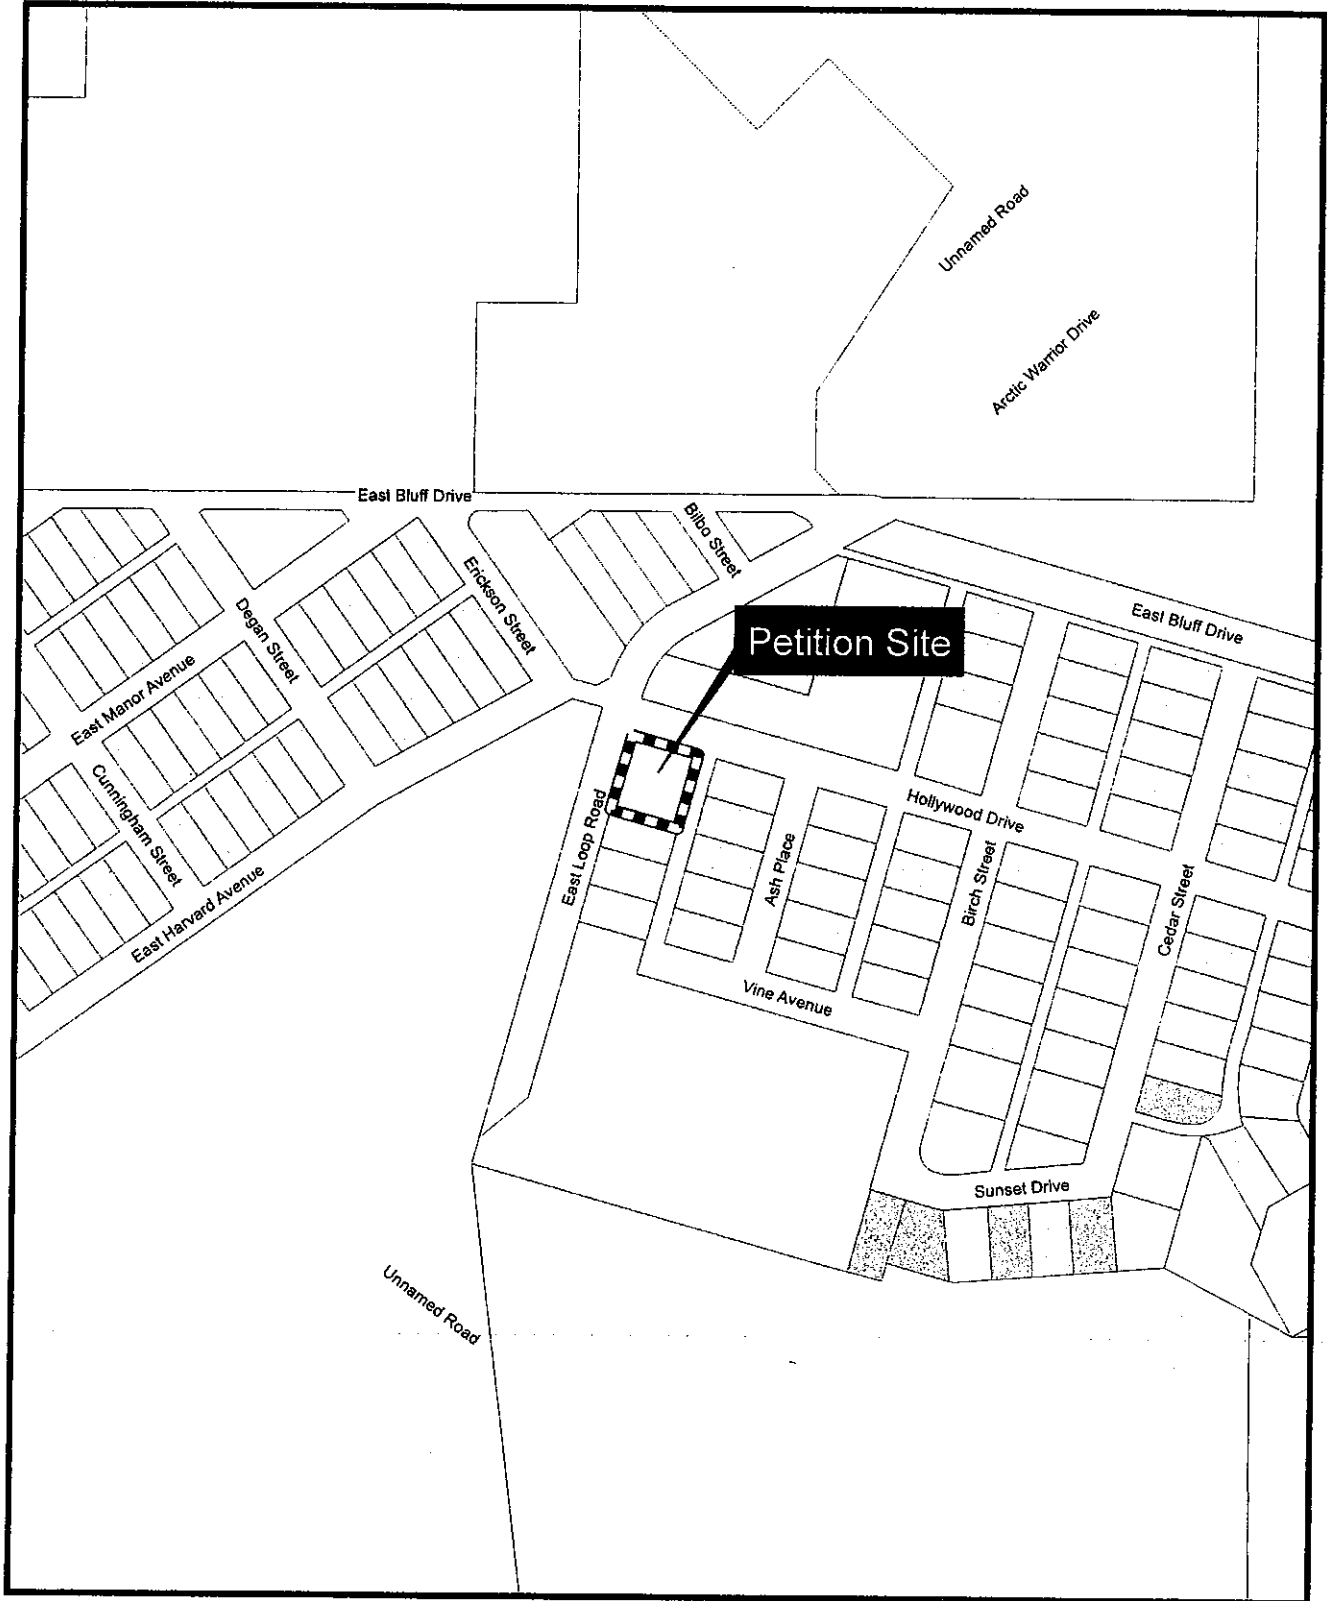 Unnamed Road
Arctic Warrior Drive
East Bluff Drive
Bilbo Street
Erickson Street
Degan Street
East Bluff Drive
Petition Site
East Manor Avenue
Cunningham Street
East Loop Road
Hollywood Drive
Ash Place
Birch Street
Cedar Street
East Harvard Avenue
Vine Avenue
Sunset Drive
Unnamed Road